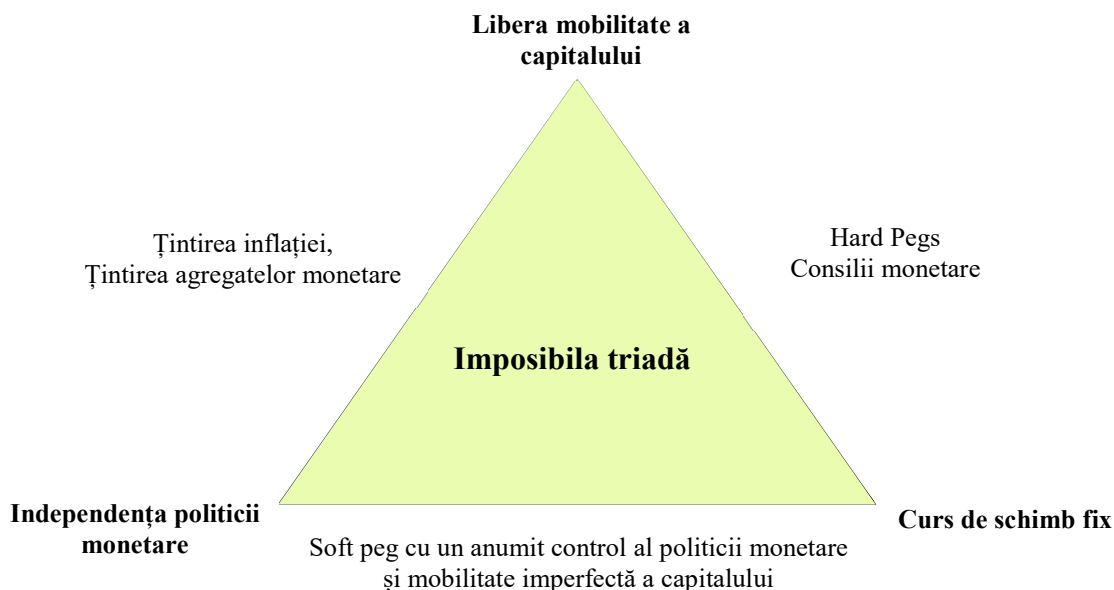 Libera mobilitate a
capitalului
Țintirea inflației,
Țintirea agregatelor monetare
Hard Pegs
Consilii monetare
Imposibila triadă
Independența politicii
monetare
Curs de schimb fix
Soft peg cu un anumit control al politicii monetare
și mobilitate imperfectă a capitalului